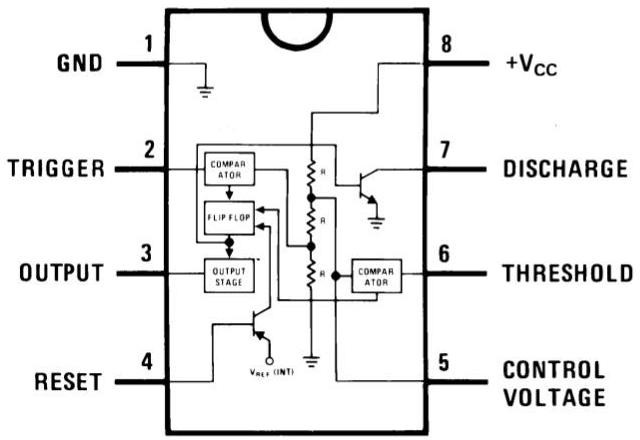 1
GND
8
+VCC
2
TRIGGER
COMPAR
ATOR
R
7
DISCHARGE
FLIP FLOP
R
3
OUTPUT
OUTPUT
STAGE
R
COMPAR
ATOR
6
THRESHOLD
4
RESET
VREF (INT)
5
CONTROL
VOLTAGE